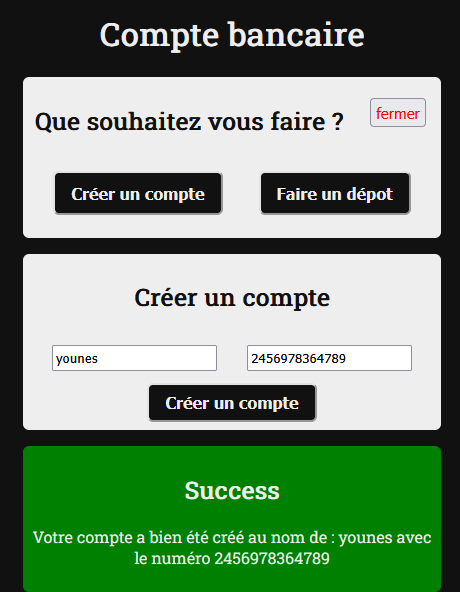 Compte bancaire
Que souhaitez vous faire ?
fermer
Créer un compte
Faire un dépot
Créer un compte
younes
2456978364789
Créer un compte
Success
Votre compte a bien été créé au nom de : younes avec
le numéro 2456978364789